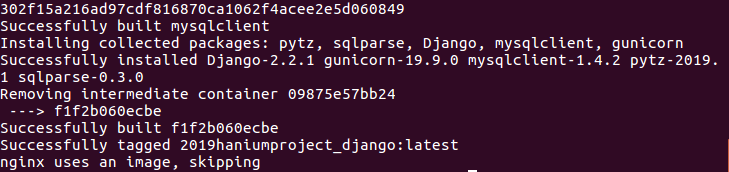 302f15a216ad97cdf816870ca1062f4acee2e5d060849
Successfully built mysqlclient
Installing collected packages: pytz, sqlparse, Django, mysqlclient, gunicorn
Successfully installed Django-2.2.1 gunicorn-19.9.0 mysqlclient-1.4.2 pytz-2019.
1 sqlparse-0.3.0
Removing intermediate container 09875e57bb24
 ---> f1f2b060ecbe
Successfully built f1f2b060ecbe
Successfully tagged 2019haniumproject_django:latest
nginx uses an image, skipping